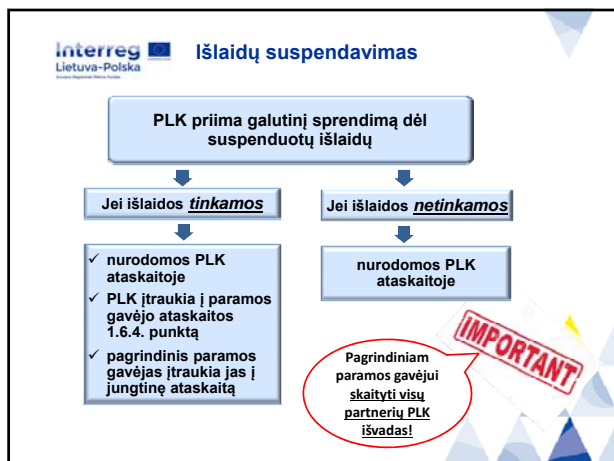 Interreg
Lietuva-Polska
Išlaidų suspendavimas
PLK priima galutinį sprendimą dėl
suspenduotų išlaidų
Jei išlaidos tinkamos
Jei išlaidos netinkamos
✓ nurodomos PLK
ataskaitoje
✓ PLK įtraukia į paramos
gavėjo ataskaitos
1.6.4. punktą
✓ pagrindinis paramos
gavėjas įtraukia jas į
jungtinę ataskaitą
nurodomos PLK
ataskaitoje
IMPORTANT
Pagrindiniam
paramos gavėjui
skaityti visų
partnerių PLK
išvadas!